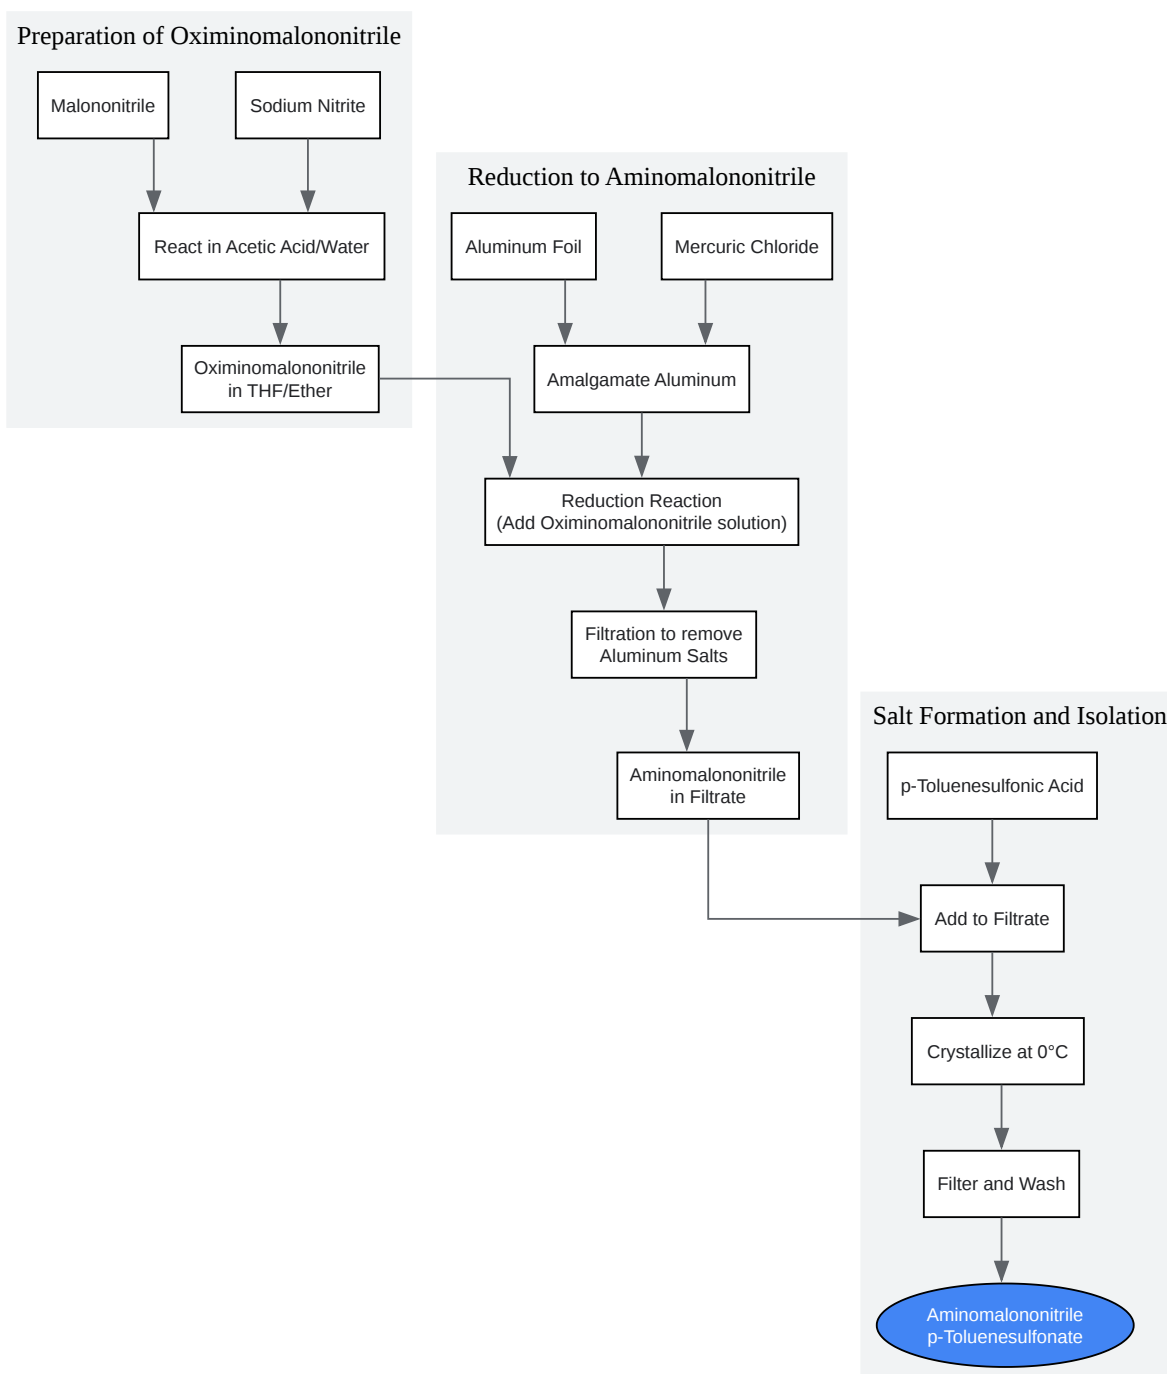 Preparation of Oximinomalononitrile
Malononitrile
Sodium Nitrite
React in Acetic Acid/Water
Oximinomalononitrile
in THF/Ether
Reduction to Aminomalononitrile
Aluminum Foil
Mercuric Chloride
Amalgamate Aluminum
Reduction Reaction
(Add Oximinomalononitrile solution)
Filtration to remove
Aluminum Salts
Aminomalononitrile
in Filtrate
Salt Formation and Isolation
p-Toluenesulfonic Acid
Add to Filtrate
Crystallize at 0°C
Filter and Wash
Aminomalononitrile
p-Toluenesulfonate